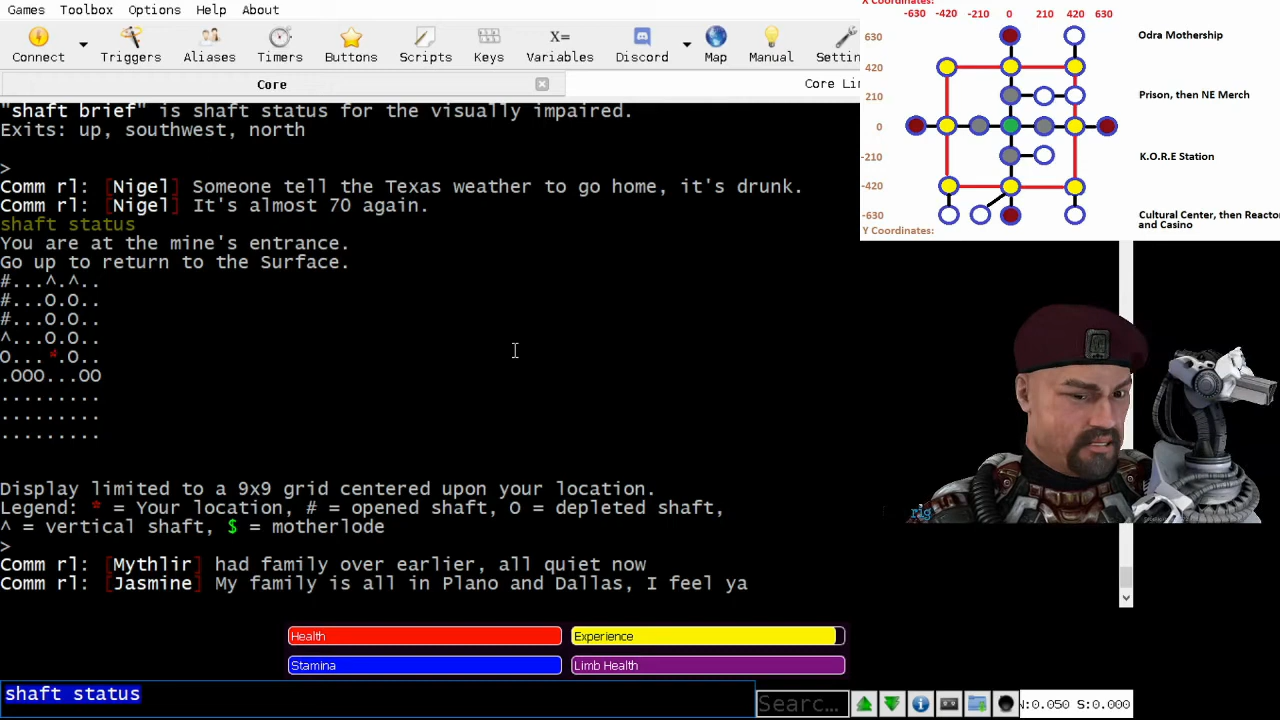 Games Toolbox Options Help About
Connect Triggers Aliases Timers Buttons Scripts Keys Variables Discord Map Manual
X=
Core
"shaft brief" is shaft status for the visually impaired.
Exits: up, southwest, north
>
Comm rl: [Nigel] Someone tell the Texas weather to go home, it's drunk.
Comm rl: [Nigel] It's almost 70 again.
shaft status
You are at the mine's entrance.
Go up to return to the Surface.
#...^.^..
#...O.O..
#...O.O..
^...O.O..
O...*.O..
.OOO...OO
.........
.........
.........
Display limited to a 9x9 grid centered upon your location.
Legend: * = Your location, # = opened shaft, O = depleted shaft,
^ = vertical shaft, $ = motherlode
>
Comm rl: [Mythlir] had family over earlier, all quiet now
Comm rl: [Jasmine] My family is all in Plano and Dallas, I feel ya
Health
Experience
Stamina
Limb Health
shaft status
Searc...
N:0.050 S:0.000
X Coordinates:
-630 -420 -210 0 210 420 630
630
Odra Mothership
420
210
Prison, then NE Merch
0
-210
K.O.R.E Station
-420
-630
Cultural Center, then Reactor
and Casino
Y Coordinates:
rig